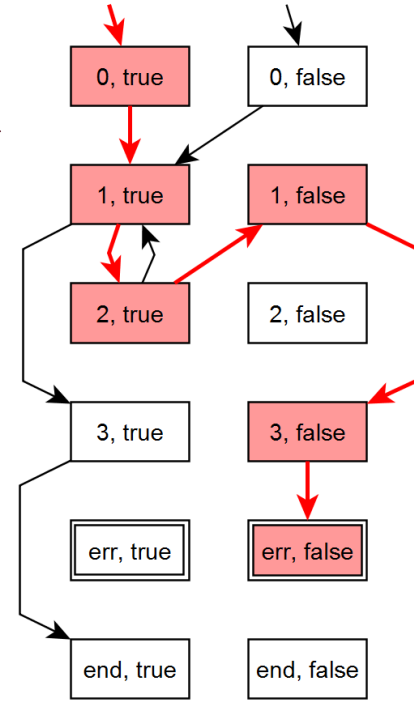 0, true
0, false
1, true
1, false
2, true
2, false
3, true
3, false
err, true
err, false
end, true
end, false